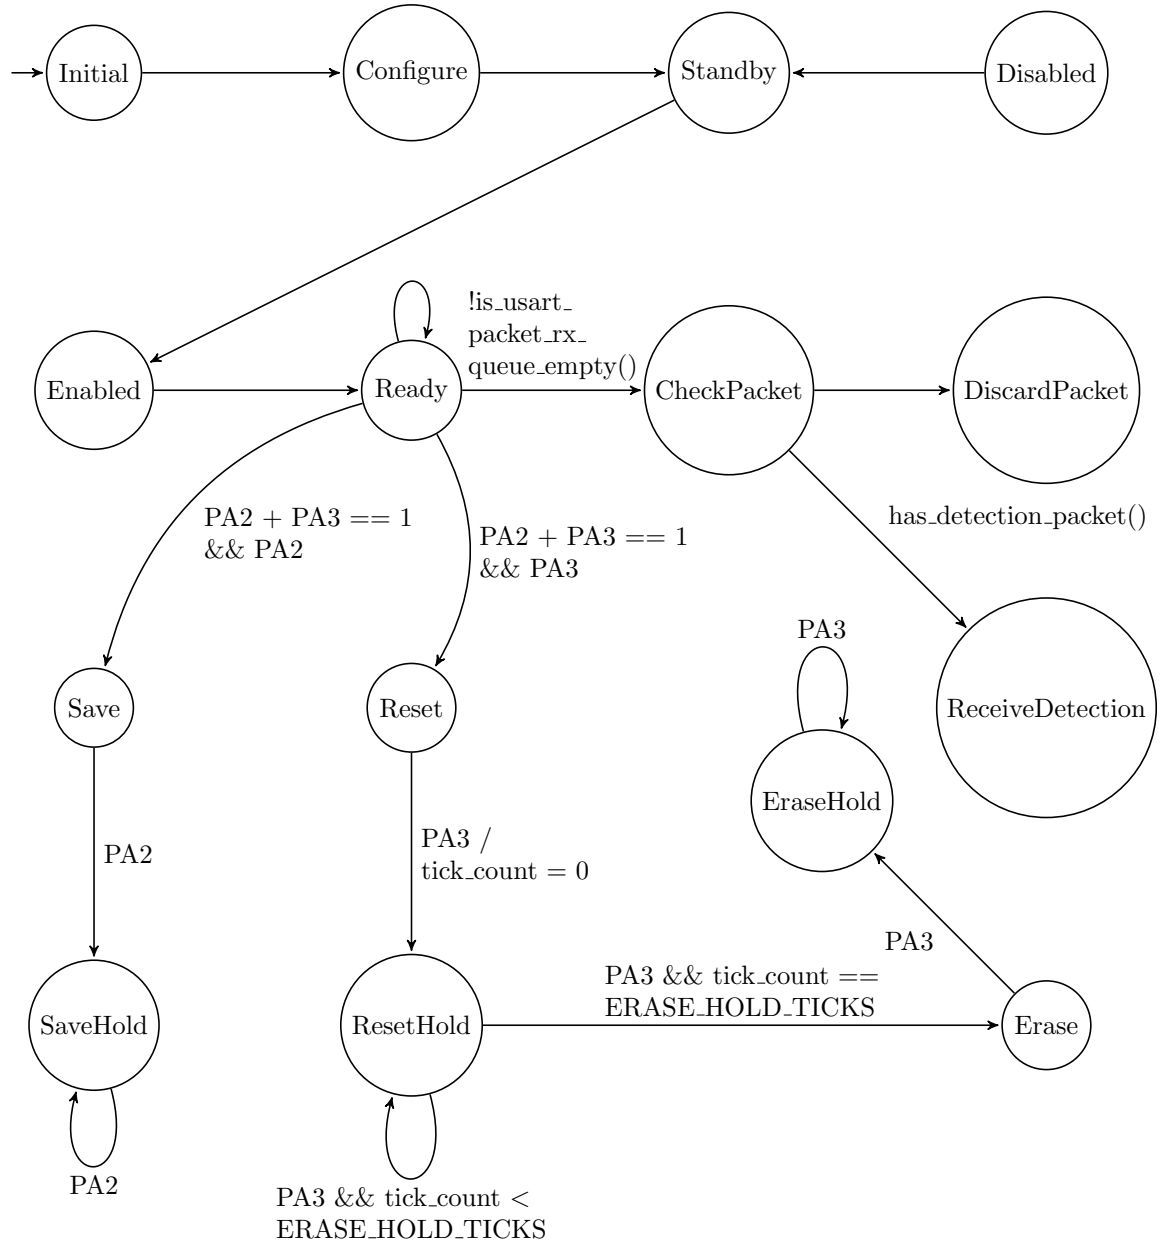 Initial
Configure
Standby
Disabled
!is_usart_
packet_rx_
queue_empty()
Enabled
Ready
CheckPacket
DiscardPacket
PA2 + PA3 == 1
&& PA2
PA2 + PA3 == 1
&& PA3
has_detection_packet()
PA3
Save
Reset
ReceiveDetection
EraseHold
PA2
PA3 /
tick_count = 0
PA3
PA3 && tick_count ==
ERASE_HOLD_TICKS
SaveHold
ResetHold
Erase
PA2
PA3 && tick_count <
ERASE_HOLD_TICKS